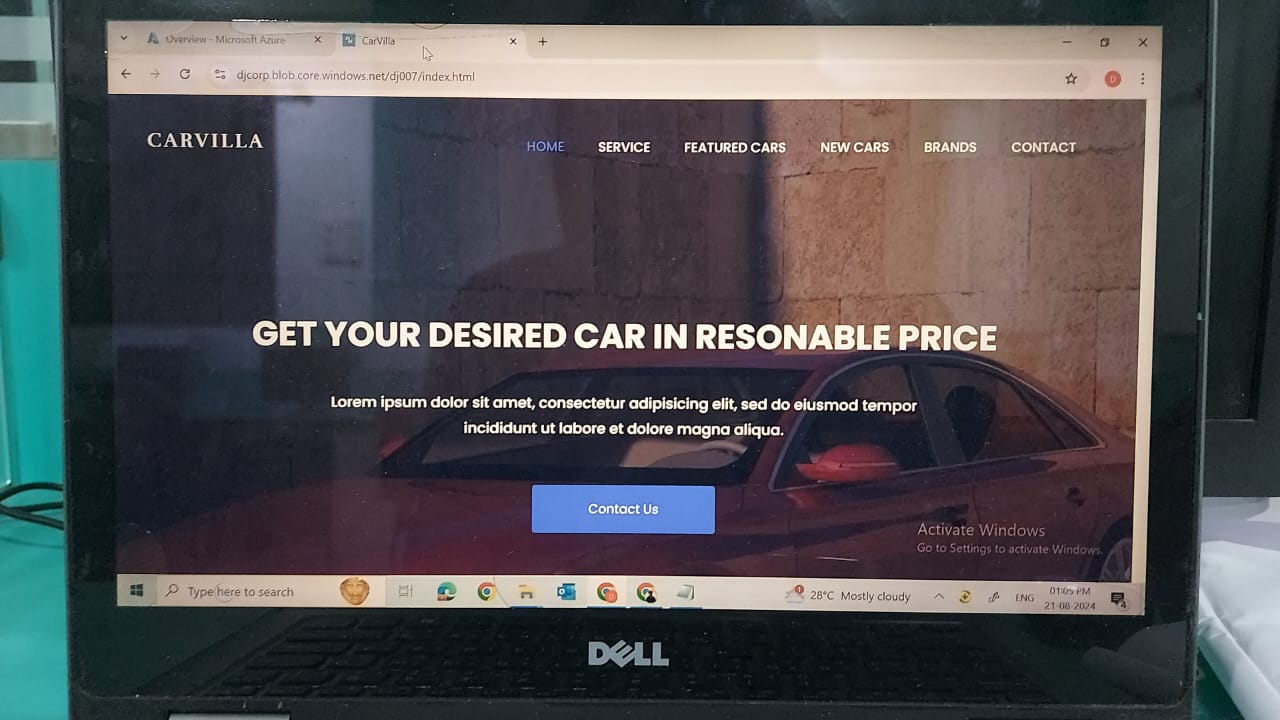 Overview - Microsoft Azure
CarVilla
djcorp.blob.core.windows.net/dj007/index.html
D
CARVILLA
HOME SERVICE FEATURED CARS NEW CARS BRANDS CONTACT
GET YOUR DESIRED CAR IN RESONABLE PRICE
Lorem ipsum dolor sit amet, consectetur adipisicing elit, sed do eiusmod tempor
incididunt ut labore et dolore magna aliqua.
Contact Us
Activate Windows
Go to Settings to activate Windows.
Type here to search
28°C Mostly cloudy
ENG
01:05 PM
21-08-2024
4
DELL